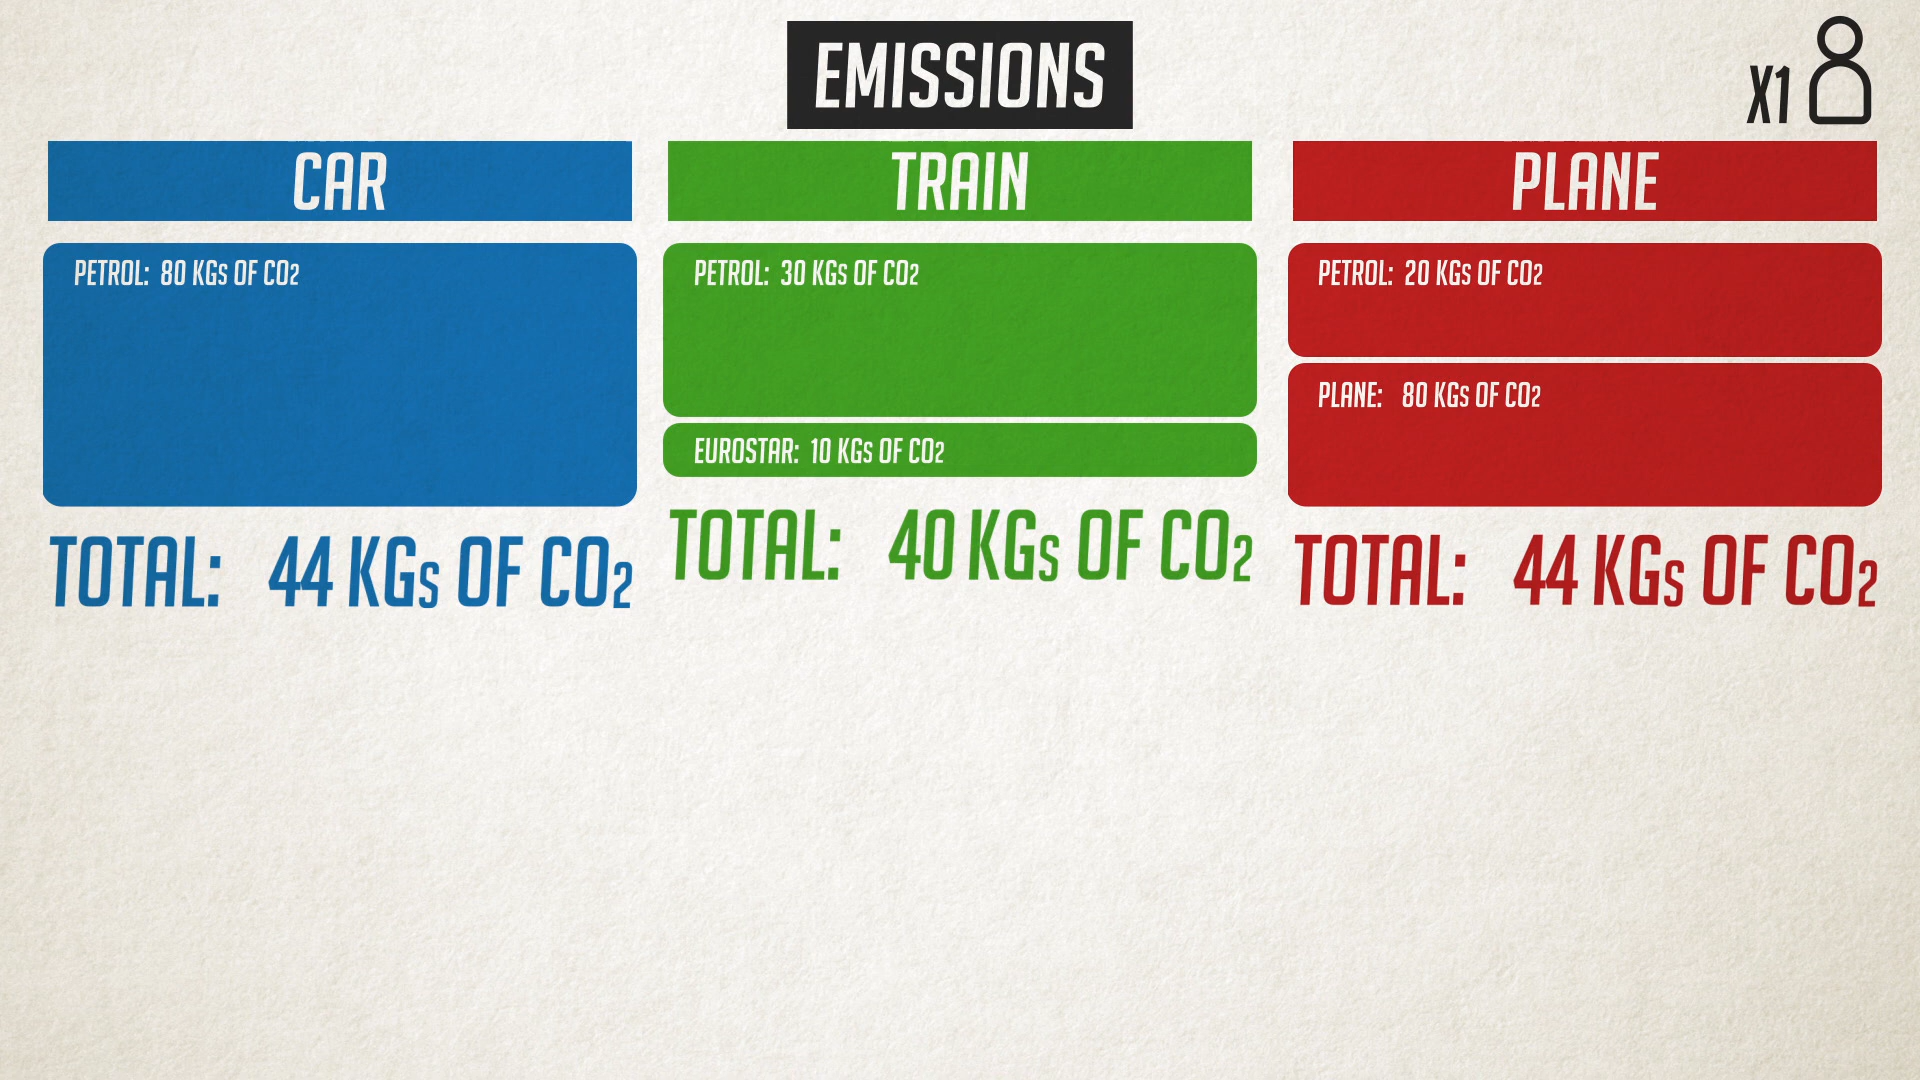 EMISSIONS
X1
CAR
PETROL: 80 KGs OF CO2
TOTAL: 44 KGs OF CO2
TRAIN
PETROL: 30 KGs OF CO2
EUROSTAR: 10 KGs OF CO2
TOTAL: 40 KGs OF CO2
PLANE
PETROL: 20 KGs OF CO2
PLANE: 80 KGs OF CO2
TOTAL: 44 KGs OF CO2